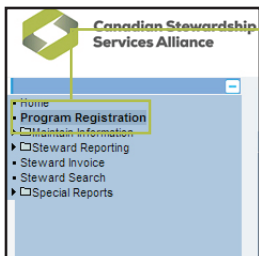 Canadian Stewardship
Services Alliance
Home
Program Registration
Maintain Information
Steward Reporting
Steward Invoice
Steward Search
Special Reports